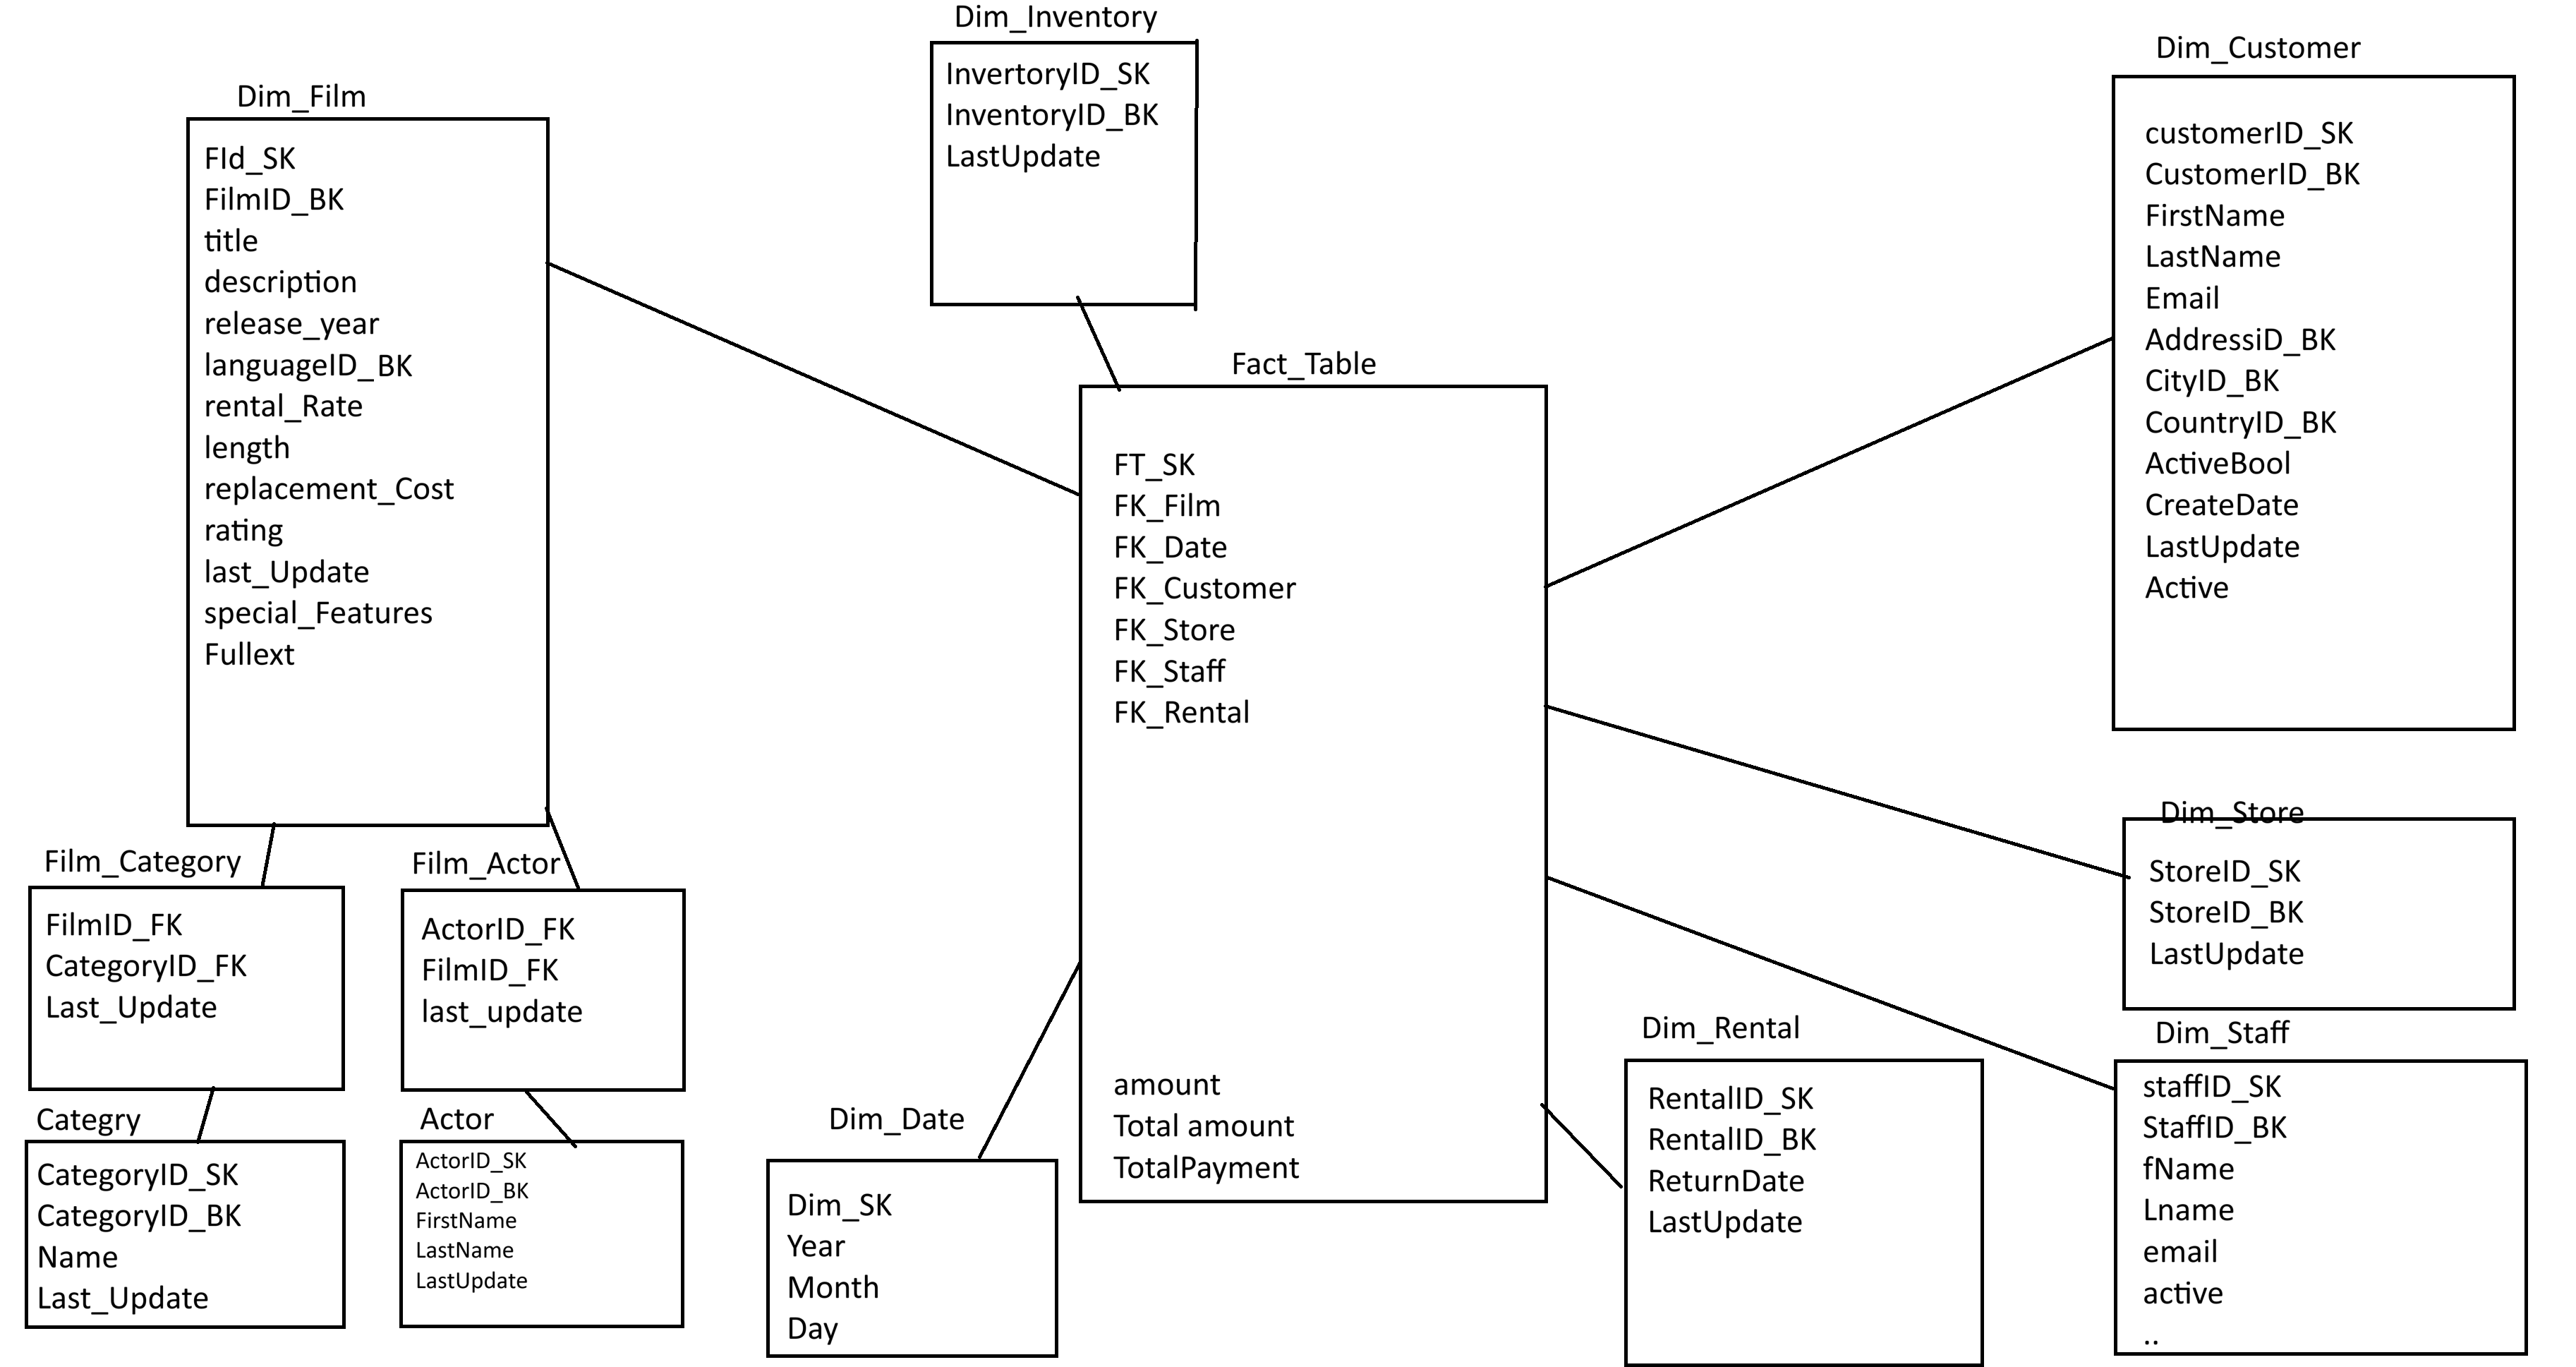 Dim_Inventory
InvertoryID_SK
InventoryID_BK
LastUpdate
Dim_Customer
customerID_SK
CustomerID_BK
FirstName
LastName
Email
AddressiD_BK
CityID_BK
CountryID_BK
ActiveBool
CreateDate
LastUpdate
Active
Dim_Film
FId_SK
FilmID_BK
title
description
release_year
languageID_BK
rental_Rate
length
replacement_Cost
rating
last_Update
special_Features
Fullext
Fact_Table
FT_SK
FK_Film
FK_Date
FK_Customer
FK_Store
FK_Staff
FK_Rental
amount
Total amount
TotalPayment
Dim_Store
StoreID_SK
StoreID_BK
LastUpdate
Film_Category
FilmID_FK
CategoryID_FK
Last_Update
Film_Actor
ActorID_FK
FilmID_FK
last_update
Categry
CategoryID_SK
CategoryID_BK
Name
Last_Update
Actor
ActorID_SK
ActorID_BK
FirstName
LastName
LastUpdate
Dim_Date
Dim_SK
Year
Month
Day
Dim_Rental
RentalID_SK
RentalID_BK
ReturnDate
LastUpdate
Dim_Staff
staffID_SK
StaffID_BK
fName
Lname
email
active
..